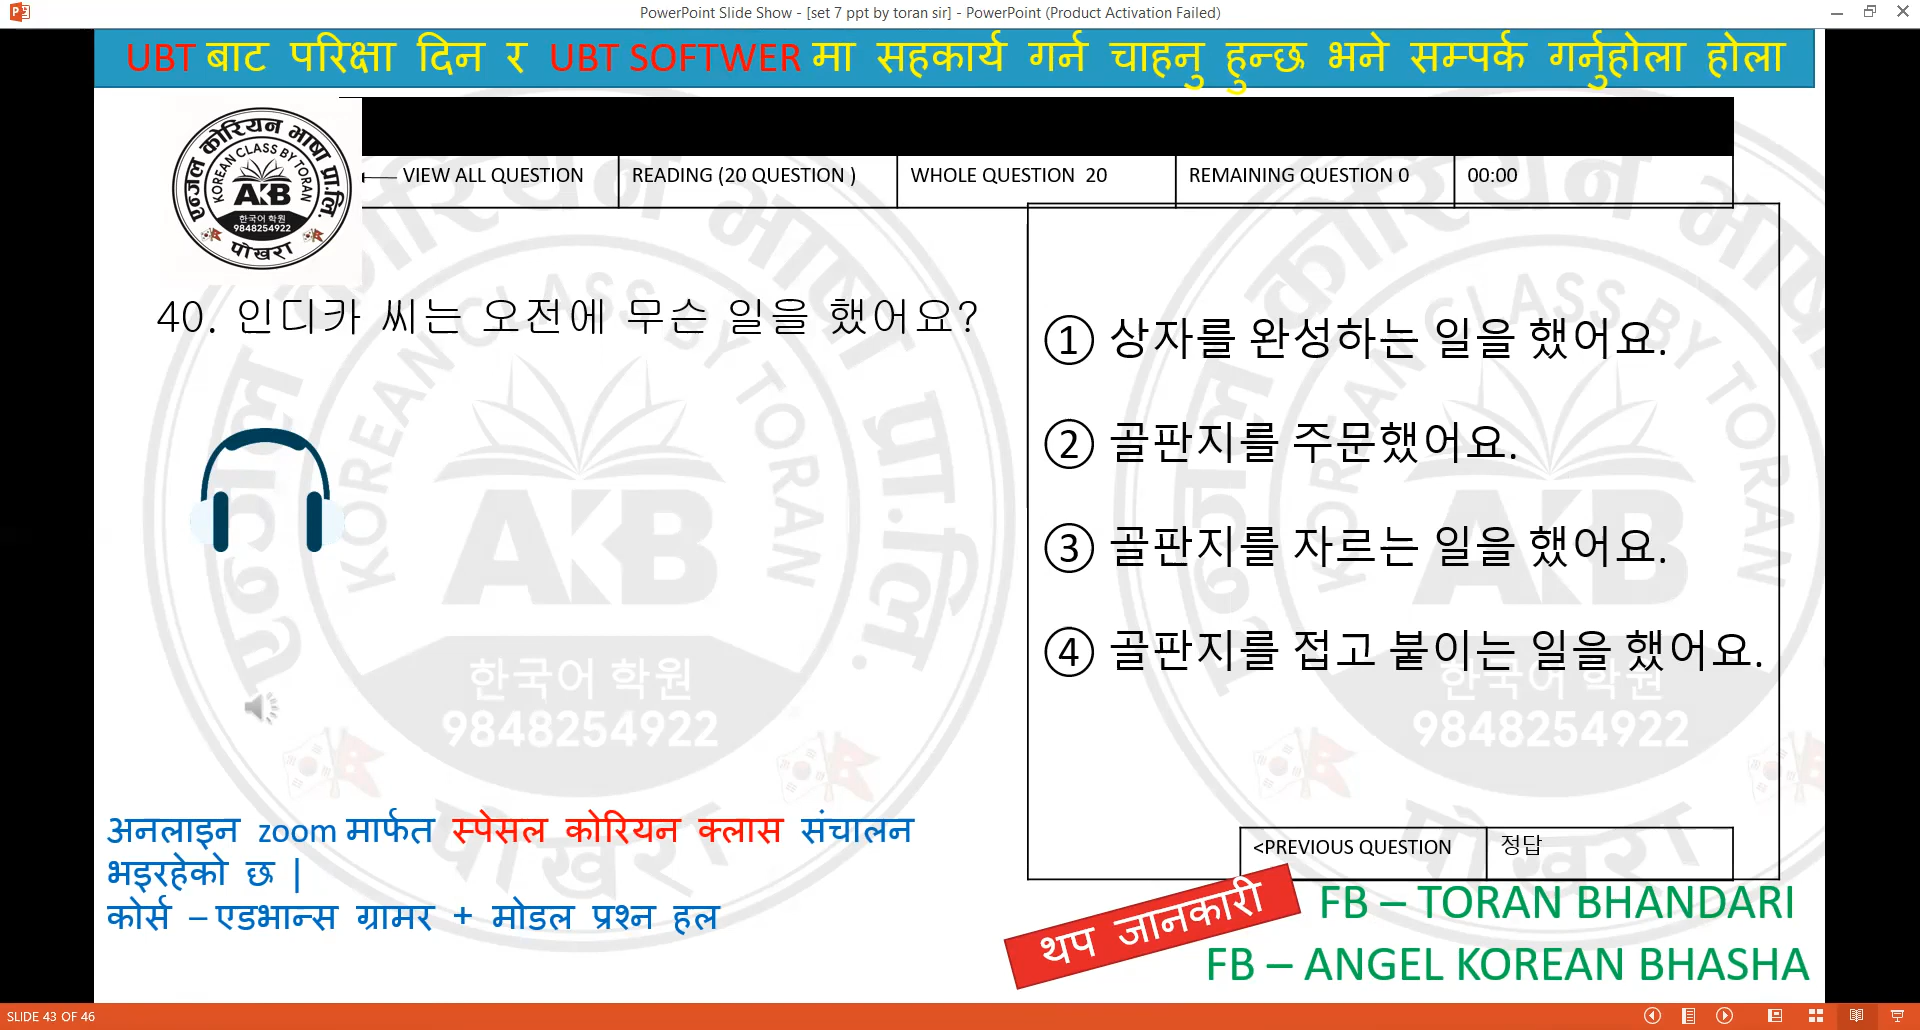 PowerPoint Slide Show - [set 7 ppt by toran sir] - PowerPoint (Product Activation Failed)
UBT बाट परिक्षा दिन र UBT SOFTWER मा सहकार्य गर्न चाहनु हुन्छ भने सम्पर्क गर्नुहोला होला
एन्जल कोरियन भाषा प्रा.लि.
KOREAN CLASS BY TORAN
AKB
한국어 학원
9848254922
पोखरा
VIEW ALL QUESTION
READING (20 QUESTION )
WHOLE QUESTION 20
REMAINING QUESTION 0
00:00
40. 인디카 씨는 오전에 무슨 일을 했어요?
① 상자를 완성하는 일을 했어요.
② 골판지를 주문했어요.
③ 골판지를 자르는 일을 했어요.
④ 골판지를 접고 붙이는 일을 했어요.
<PREVIOUS QUESTION
정답
अनलाइन zoom मार्फत स्पेसल कोरियन क्लास संचालन
भइरहेको छ |
कोर्स – एडभान्स ग्रामर + मोडल प्रश्न हल
थप जानकारी
FB – TORAN BHANDARI
FB – ANGEL KOREAN BHASHA
SLIDE 43 OF 46